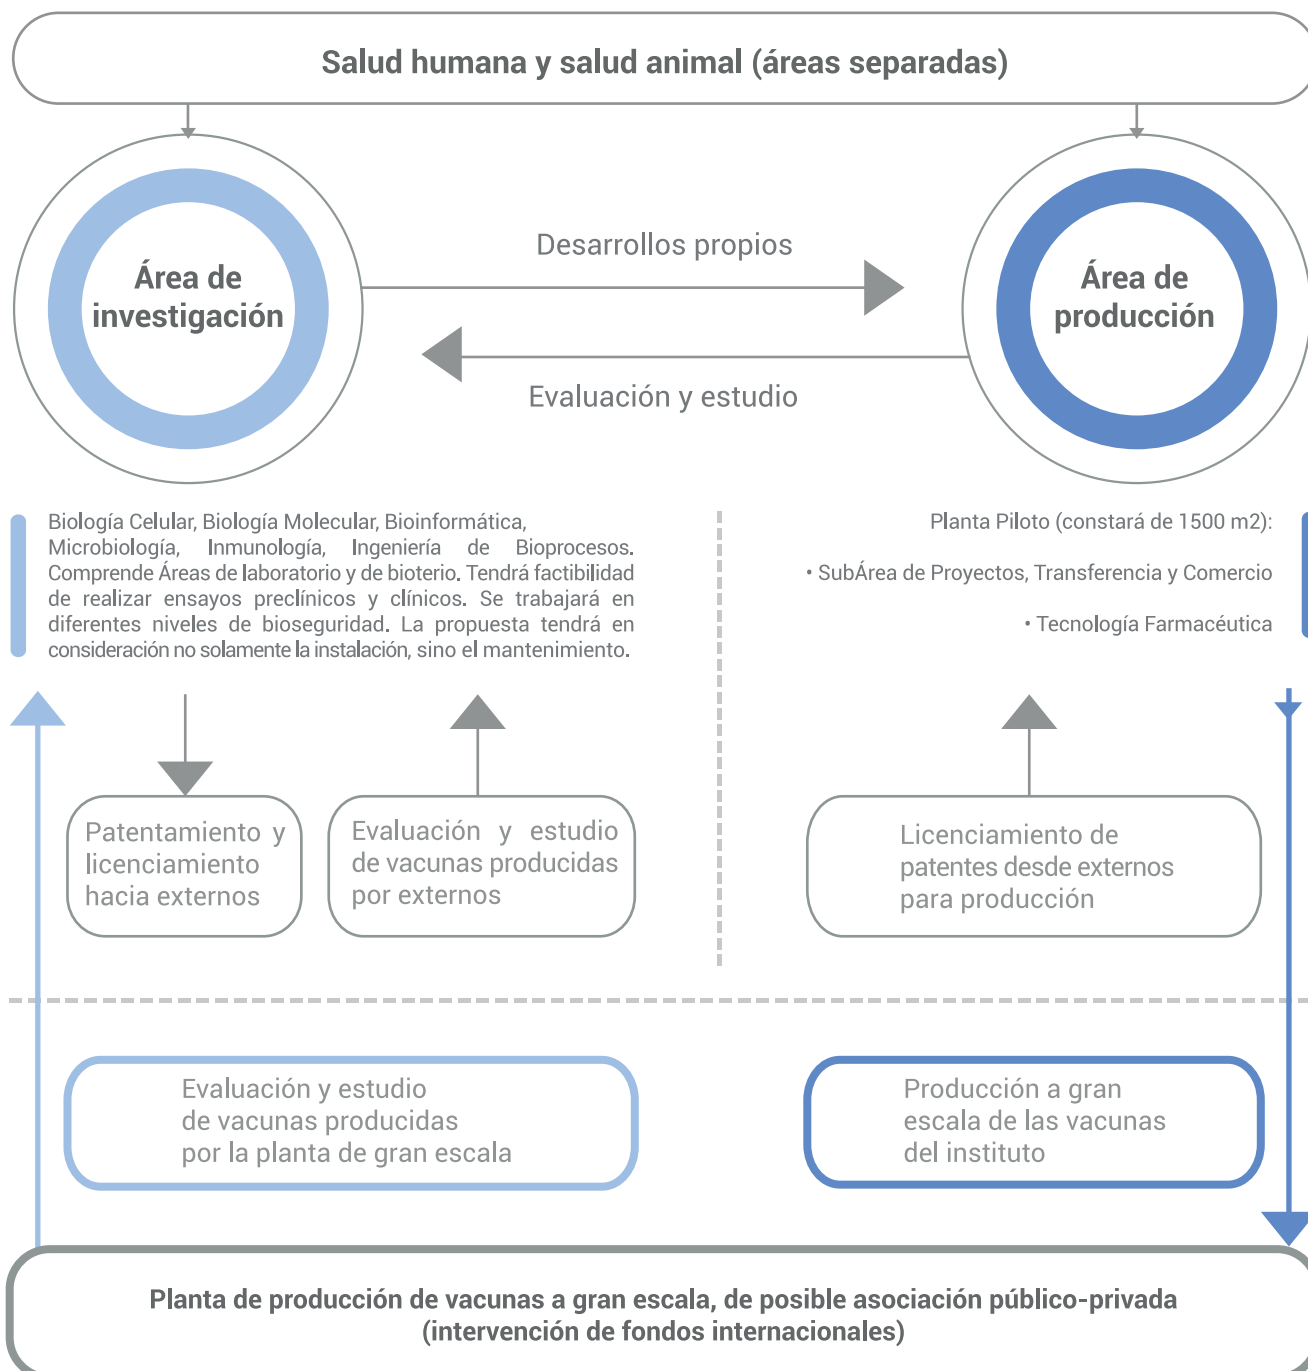 Salud humana y salud animal (áreas separadas)
Área de
investigación
Desarrollos propios
Evaluación y estudio
Área de
producción
Biología Celular, Biología Molecular, Bioinformática,
Microbiología, Inmunología, Ingeniería de Bioprocesos.
Comprende Áreas de laboratorio y de bioterio. Tendrá factibilidad
de realizar ensayos preclínicos y clínicos. Se trabajará en
diferentes niveles de bioseguridad. La propuesta tendrá en
consideración no solamente la instalación, sino el mantenimiento.
Planta Piloto (constará de 1500 m2):
• SubÁrea de Proyectos, Transferencia y Comercio
• Tecnología Farmacéutica
Patentamiento y
licenciamiento
hacia externos
Evaluación y estudio
de vacunas producidas
por externos
Licenciamiento de
patentes desde externos
para producción
Evaluación y estudio
de vacunas producidas
por la planta de gran escala
Producción a gran
escala de las vacunas
del instituto
Planta de producción de vacunas a gran escala, de posible asociación público-privada
(intervención de fondos internacionales)